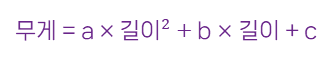 무게 = a × 길이² + b × 길이 + c